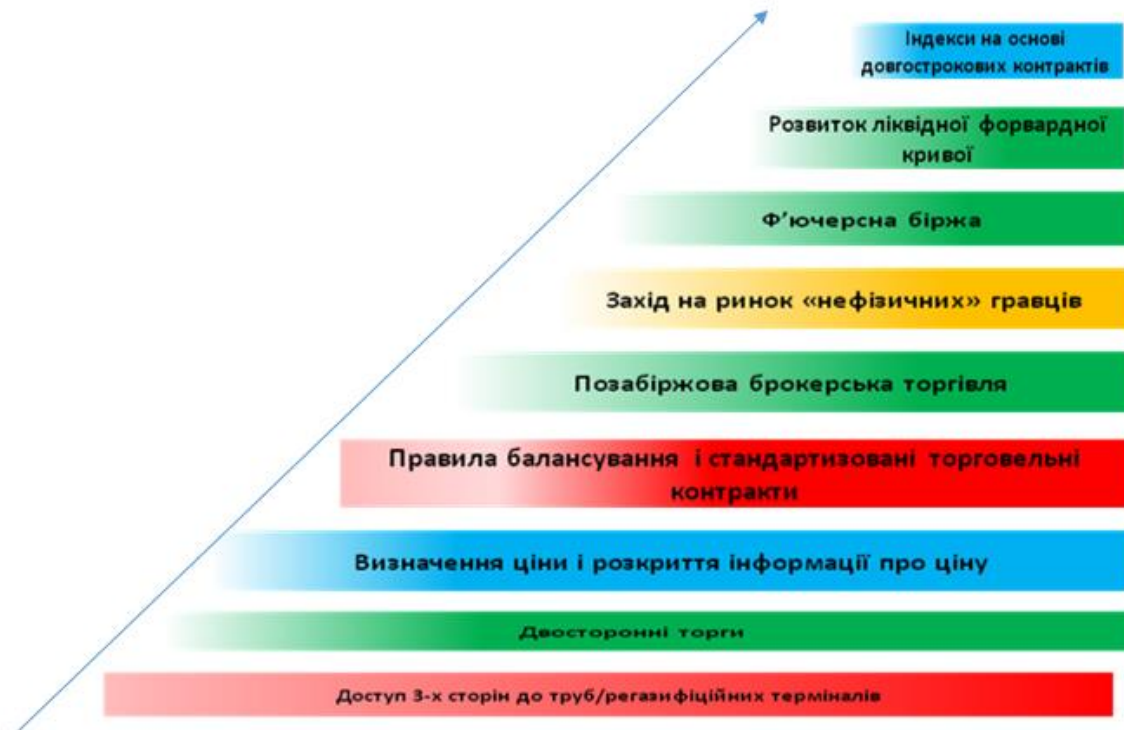 Індекси на основі
довгострокових контрактів
Розвиток ліквідної форвардної
кривої
Ф’ючерсна біржа
Захід на ринок «нефізичних» гравців
Позабіржова брокерська торгівля
Правила балансування і стандартизовані торговельні
контракти
Визначення ціни і розкриття інформації про ціну
Двосторонні торги
Доступ 3-х сторін до труб/регазифіційних терміналів